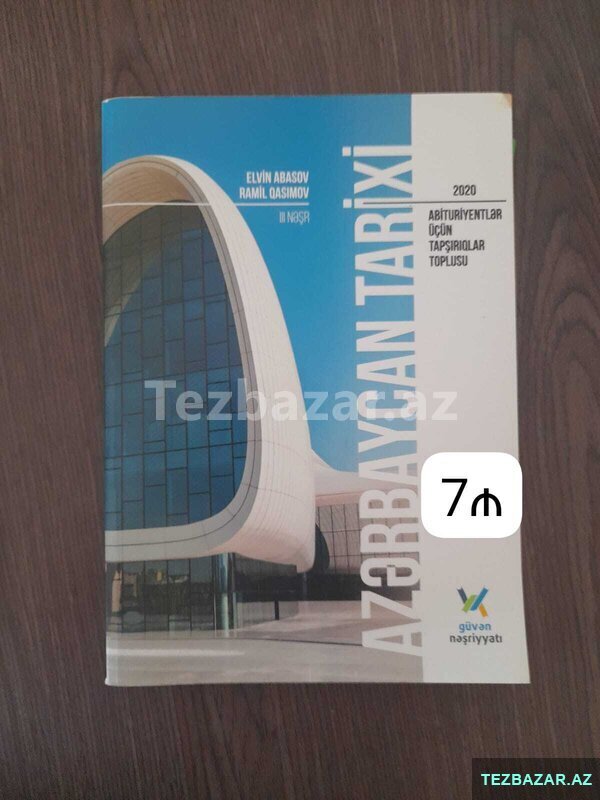 ELVİN ABASOV
RAMİL QASIMOV
III NƏŞR
AZƏRBAYCAN TARİXİ
2020
ABİTURİYENTLƏR
ÜÇÜN
TAPŞIRIQLAR
TOPLUSU
Tezbazar.az
7₼
güvən
nəşriyyatı
TEZBAZAR.AZ